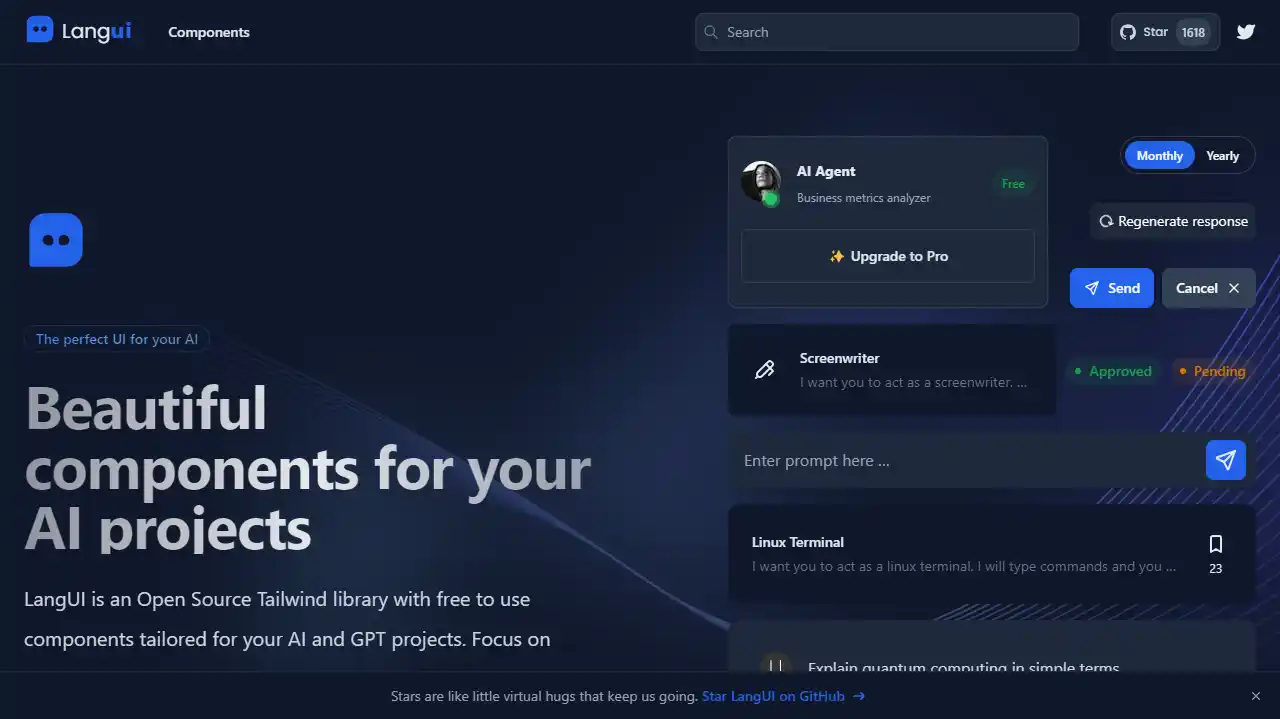 Langui
Components
Search
Star 1618
AI Agent
Business metrics analyzer
Free
✨ Upgrade to Pro
Monthly Yearly
Regenerate response
Send Cancel
Screenwriter
I want you to act as a screenwriter. ...
Approved Pending
Enter prompt here ...
Linux Terminal
I want you to act as a linux terminal. I will type commands and you ...
23
Explain quantum computing in simple terms
The perfect UI for your AI
Beautiful
components for your
AI projects
LangUI is an Open Source Tailwind library with free to use
components tailored for your AI and GPT projects. Focus on
Stars are like little virtual hugs that keep us going. Star LangUI on GitHub →